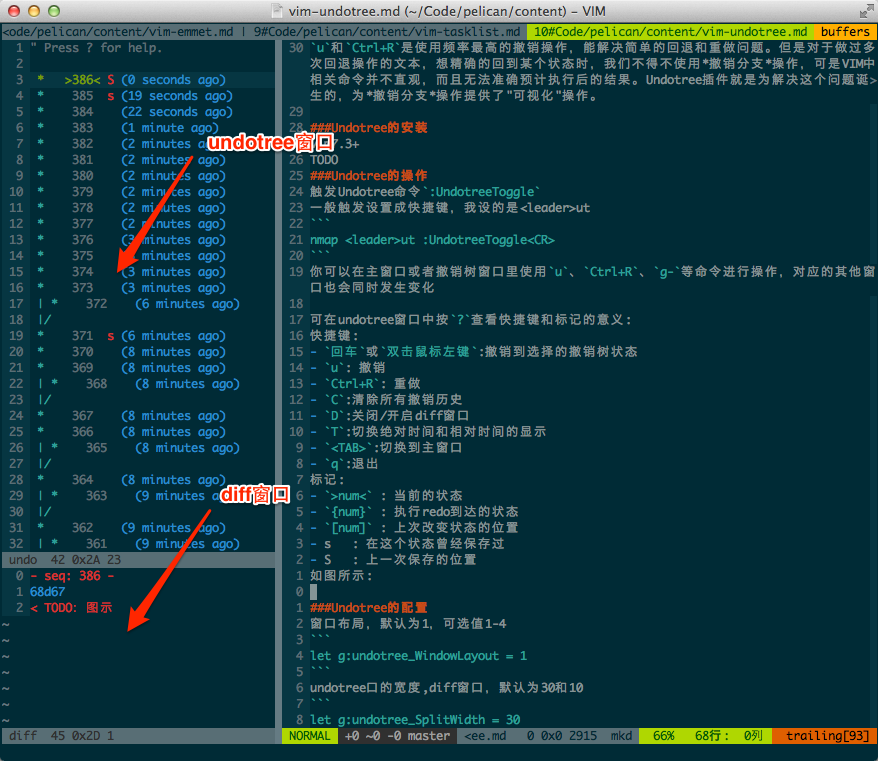 vim-undotree.md (~/Code/pelican/content) – VIM
<ode/pelican/content/vim-emmet.md | 9#Code/pelican/content/vim-tasklist.md 10#Code/pelican/content/vim-undotree.md buffers
1 " Press ? for help.
2
3 * >386< S (0 seconds ago)
4 * 385 s (19 seconds ago)
5 * 384 (22 seconds ago)
6 * 383 (1 minute ago)
7 * 382 (2 minutes
8 * 381 (2 minutes ago)
9 * 380 (2 minutes ago)
10 * 379 (2 minutes ago)
11 * 378 (2 minutes ago)
12 * 377 (2 minutes ago)
13 * 376 (3 minutes ago)
14 * 375 minutes ago)
15 * 374 (3 minutes ago)
16 * 373 (3 minutes ago)
17 | * 372 (6 minutes ago)
18 |/
19 * 371 s (6 minutes ago)
20 * 370 (8 minutes ago)
21 * 369 (8 minutes ago)
22 | * 368 (8 minutes ago)
23 |/
24 * 367 (8 minutes ago)
25 * 366 (8 minutes ago)
26 | * 365 (8 minutes ago)
27 |/
28 * 364 (8 minutes ago)
29 | * 363 (9 minutes
30 |/
31 * 362 (9 minutes ago)
32 | * 361 (9 minutes ago)
undo 42 0x2A 23
undotree窗口
diff窗口
0 - seq: 386 -
1 68d67
2 < TODO: 图示
~
~
~
~
~
~
~
diff 45 0x2D 1
30 `u`和`Ctrl+R`是使用频率最高的撤销操作，能解决简单的回退和重做问题。但是对于做过多
次回退操作的文本，想精确的回到某个状态时，我们不得不使用*撤销分支*操作，可是VIM中
相关命令并不直观，而且无法准确预计执行后的结果。Undotree插件就是为解决这个问题诞
生的，为*撤销分支*操作提供了"可视化"操作。
29
28 ###Undotree的安装
7.3+
26 TODO
25 ###Undotree的操作
24 触发Undotree命令`:UndotreeToggle`
23 一般触发设置成快捷键，我设的是<leader>ut
22 ```
21 nmap <leader>ut :UndotreeToggle<CR>
20 ```
19 你可以在主窗口或者撤销树窗口里使用`u`、`Ctrl+R`、`g-`等命令进行操作，对应的其他窗
口也会同时发生变化
18
17 可在undotree窗口中按`?`查看快捷键和标记的意义：
16 快捷键：
15 - `回车`或`双击鼠标左键`:撤销到选择的撤销树状态
14 - `u`: 撤销
13 - `Ctrl+R`: 重做
12 - `C`:清除所有撤销历史
11 - `D`:关闭/开启diff窗口
10 - `T`:切换绝对时间和相对时间的显示
9 - `<TAB>`:切换到主窗口
8 - `q`:退出
7 标记：
6 - `>num<` : 当前的状态
5 - `{num}` : 执行redo到达的状态
4 - `[num]` : 上次改变状态的位置
3 - s : 在这个状态曾经保存过
2 - S : 上一次保存的位置
1 如图所示：
0
1 ###Undotree的配置
2 窗口布局，默认为1，可选值1-4
3 ```
4 let g:undotree_WindowLayout = 1
5 ```
6 undotree口的宽度,diff窗口，默认为30和10
7 ```
8 let g:undotree_SplitWidth = 30
NORMAL +0 ~0 -0 master <ee.md 0 0x0 2915 mkd 66% 68行: 0列 trailing[93]